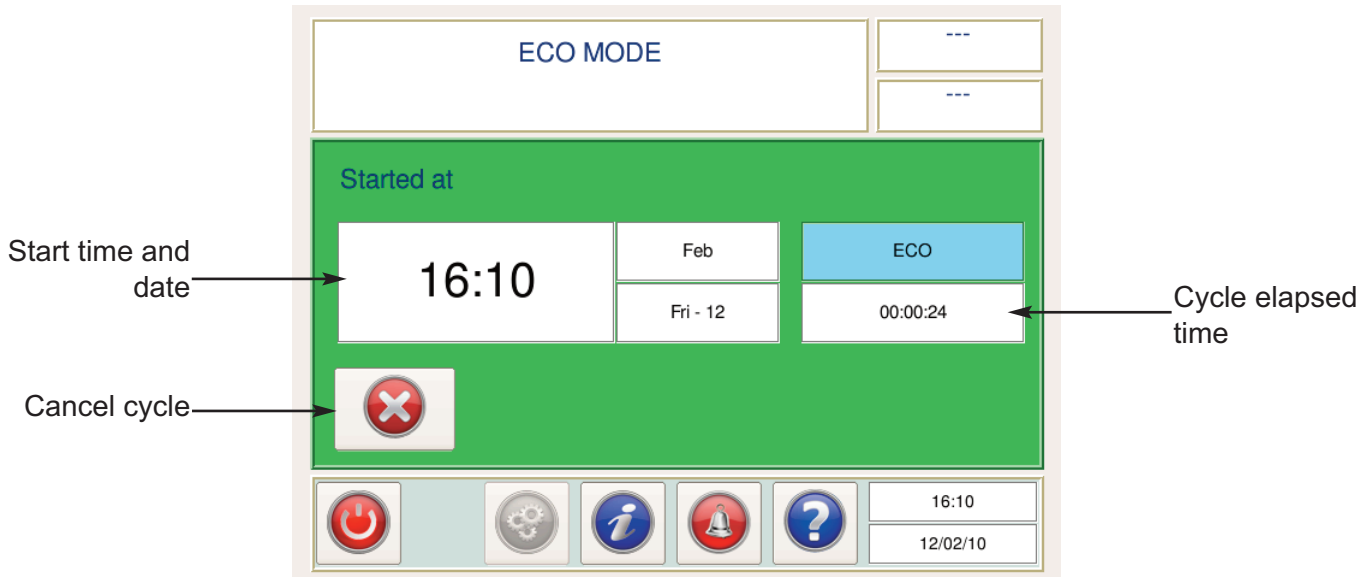 ECO MODE
---
---
Started at
Start time and
date
16:10
Feb
Fri - 12
ECO
00:00:24
Cycle elapsed
time
Cancel cycle
16:10
12/02/10